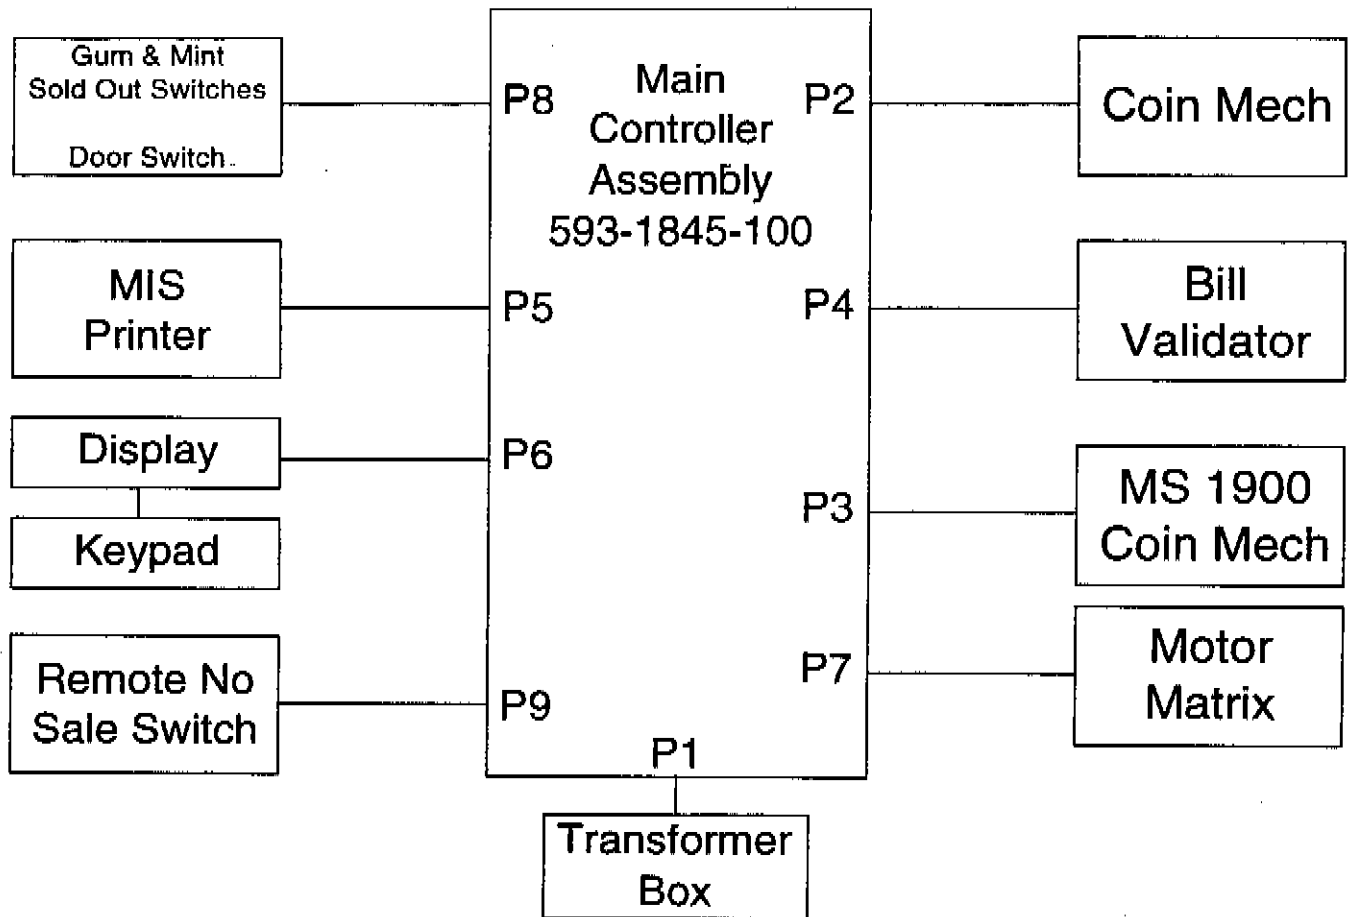 Gum & Mint
Sold Out Switches
Door Switch
MIS
Printer
Display
Keypad
Remote No
Sale Switch
P8
P5
P6
P9
Main
Controller
Assembly
593-1845-100
P2
P4
P3
P7
P1
Coin Mech
Bill
Validator
MS 1900
Coin Mech
Motor
Matrix
Transformer
Box